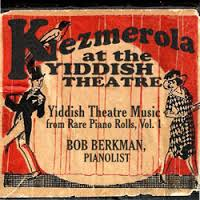 Klezmerola
at the
YIDDISH
THEATRE
Yiddish Theatre Music
from Rare Piano Rolls, Vol. 1
BOB BERKMAN,
PIANOLIST